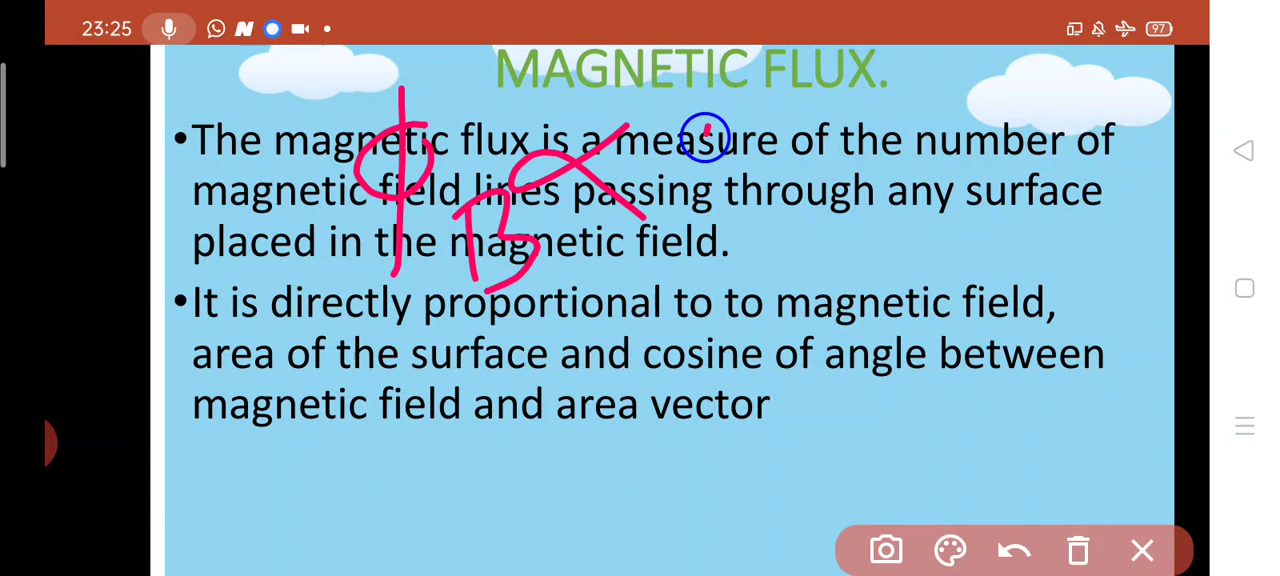 23:25 N 97
MAGNETIC FLUX.
•The magnetic flux is a measure of the number of
magnetic field lines passing through any surface
placed in the magnetic field.
•It is directly proportional to to magnetic field,
area of the surface and cosine of angle between
magnetic field and area vector
ϕ ∝
B